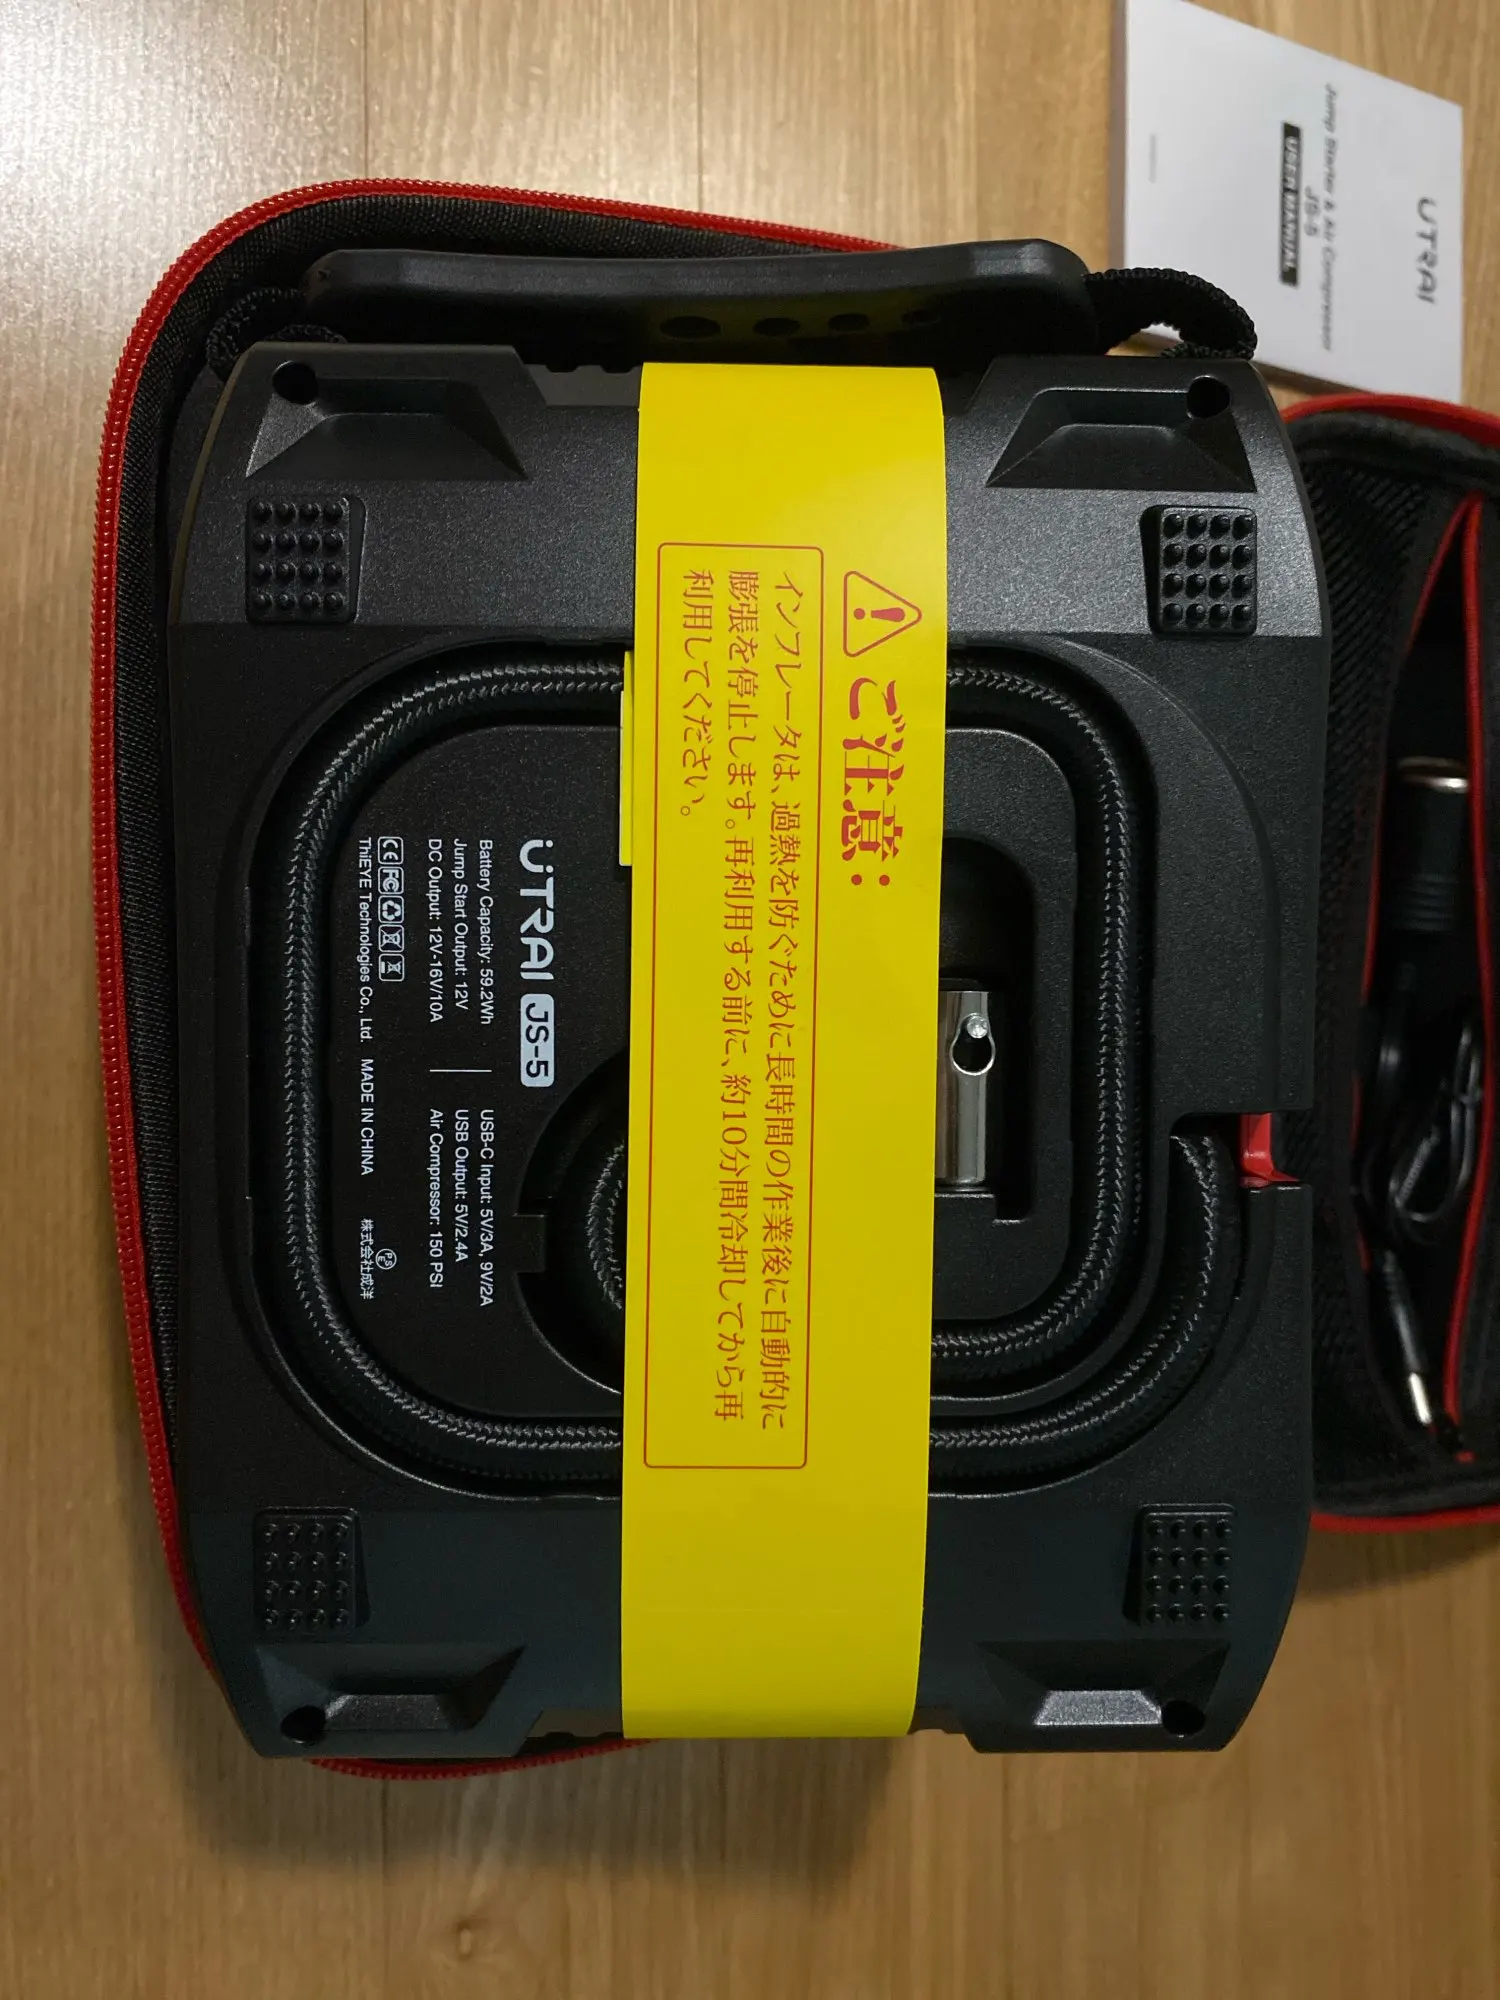 ⚠ ご注意：
インフレータは、過熱を防ぐために長時間の作業後に自動的に
膨張を停止します。再利用する前に、約10分間冷却してから再
利用してください。
UTRAI JS-5
Battery Capacity: 59.2Wh
Jump Start Output: 12V
DC Output: 12V-16V/10A
USB-C Input: 5V/3A, 9V/2A
USB Output: 5V/2.4A
Air Compressor: 150 PSI
CE FC
PSE
ThiEYE Technologies Co., Ltd. MADE IN CHINA 株式会社成洋
UTRAI
Jump Starter & Air Compressor
JS-5
USER MANUAL